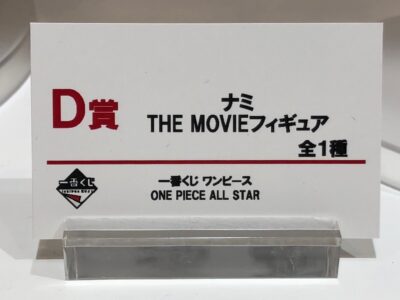 D賞
ナミ
THE MOVIEフィギュア
全1種
一番くじ
一番くじ ワンピース
ONE PIECE ALL STAR